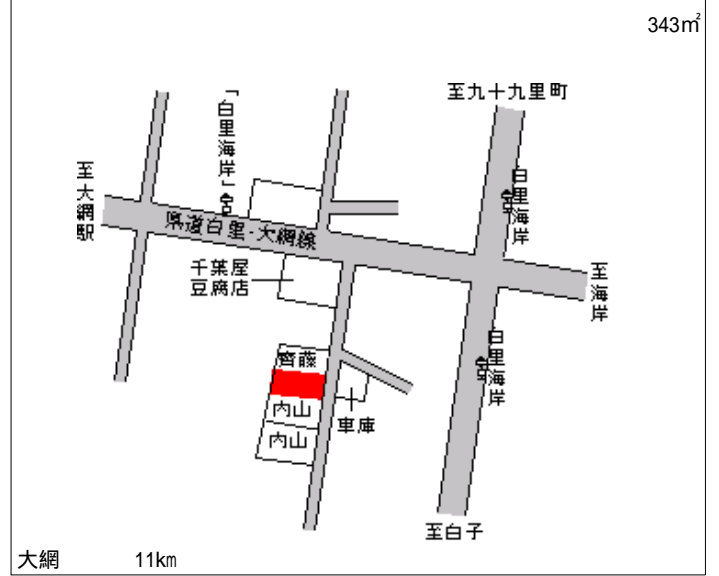 343㎡
至九十九里町
「白里海岸」
至大網駅
白里海岸
県道白里・大網線
千葉屋
豆腐店
至海岸
白里海岸
齊藤
内山
車庫
内山
至白子
大網 11km